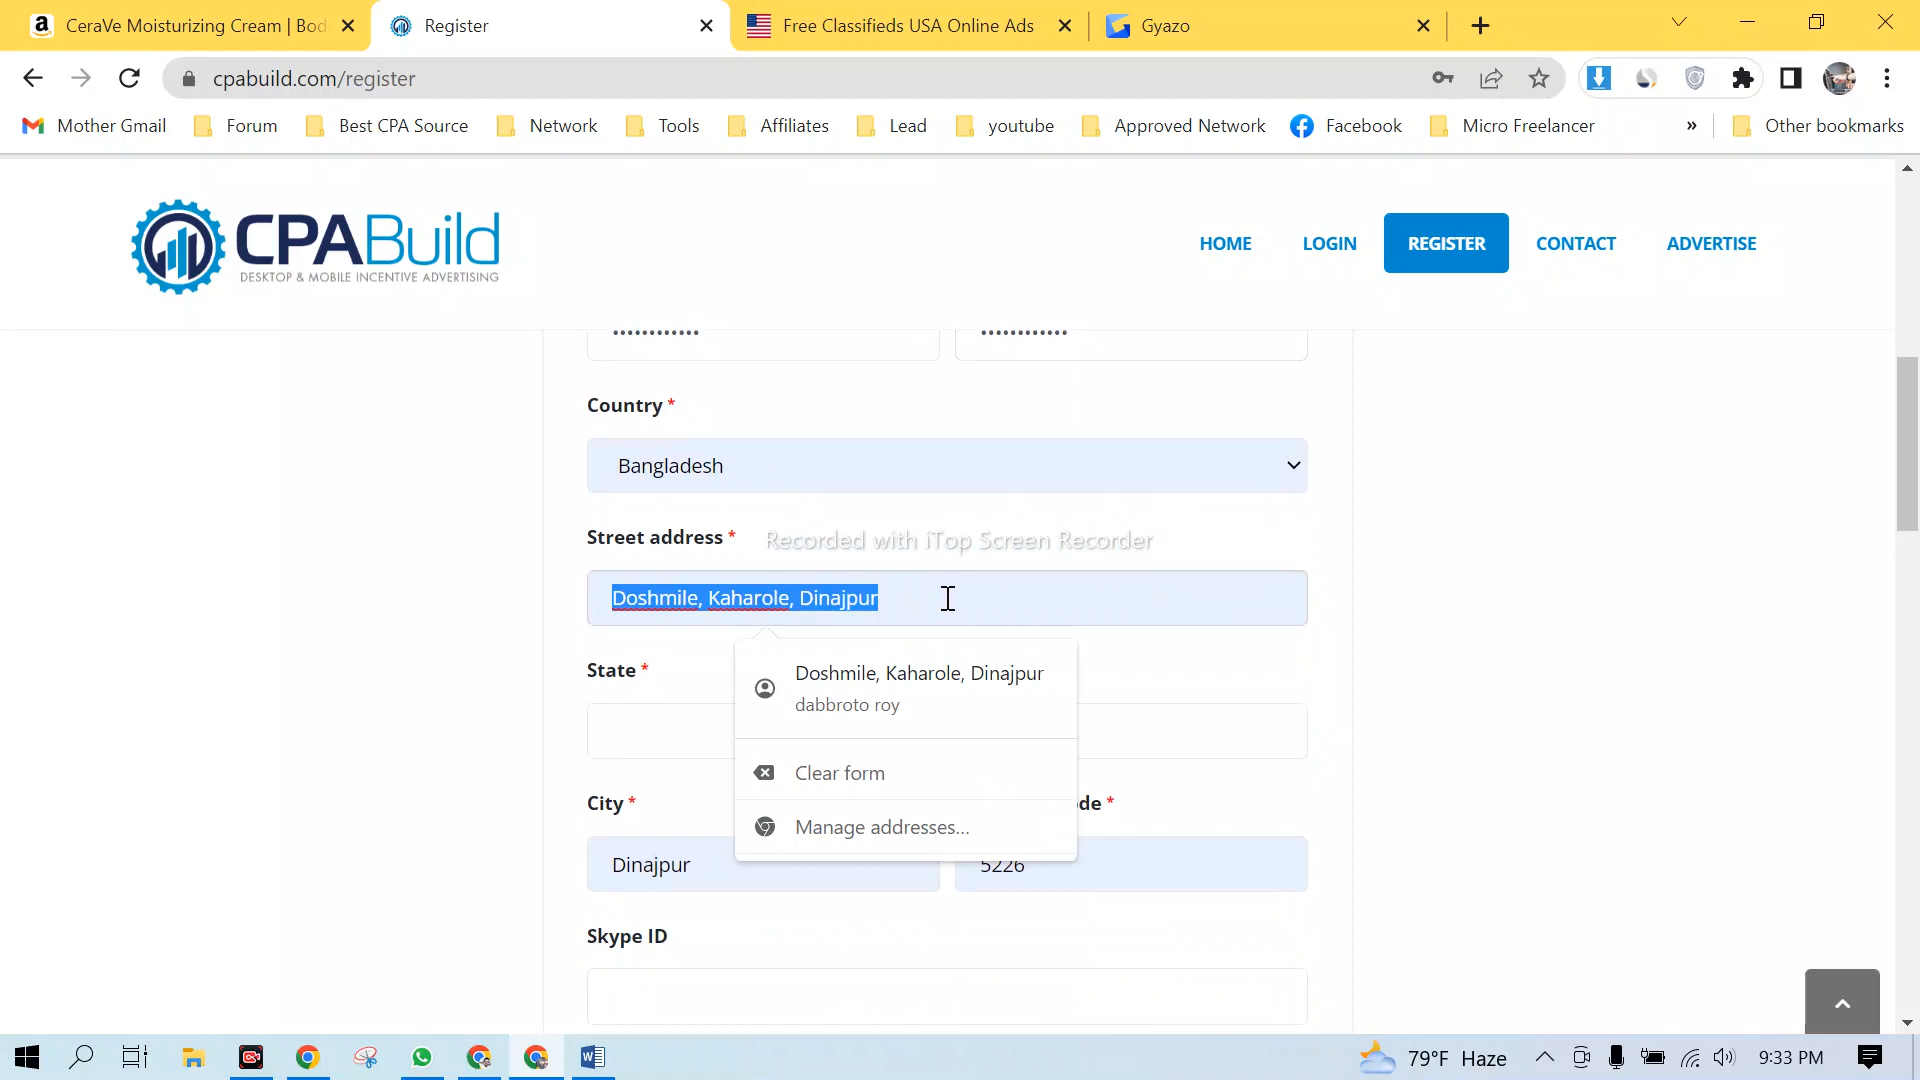 CeraVe Moisturizing Cream | Bod
Register
Free Classifieds USA Online Ads
Gyazo
cpabuild.com/register
Mother Gmail
Forum
Best CPA Source
Network
Tools
Affiliates
Lead
youtube
Approved Network
Facebook
Micro Freelancer
»
Other bookmarks
CPABuild
DESKTOP & MOBILE INCENTIVE ADVERTISING
HOME
LOGIN
REGISTER
CONTACT
ADVERTISE
••••••••••••
••••••••••••
Country *
Bangladesh
Street address *
Recorded with iTop Screen Recorder
Doshmile, Kaharole, Dinajpur
Doshmile, Kaharole, Dinajpur
dabbroto roy
State *
Clear form
City *
de *
Manage addresses...
Dinajpur
5226
Skype ID
79°F Haze
9:33 PM